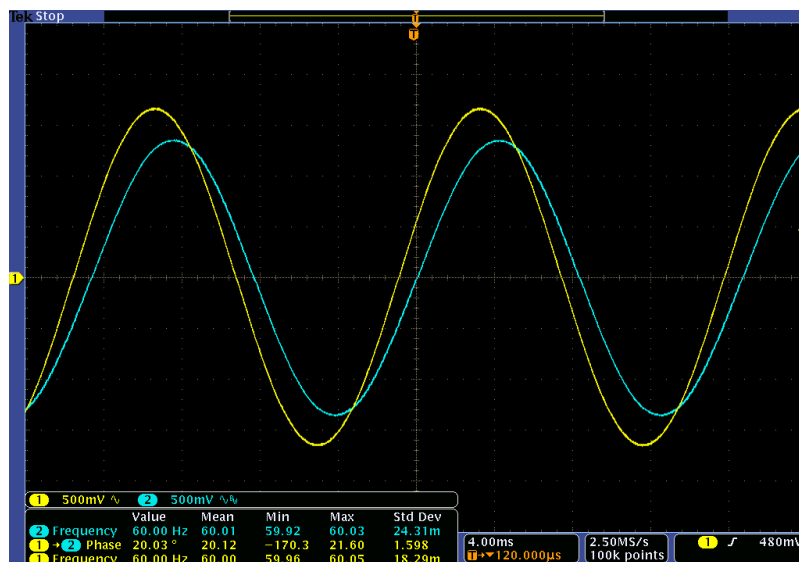 Tek Stop
T
T
1
1 500mV 2 500mV
Value Mean Min Max Std Dev
2 Frequency 60.00 Hz 60.01 59.92 60.03 24.31m
1 → 2 Phase 20.03 ° 20.12 −170.3 21.60 1.598
1 Frequency 60.00 Hz 60.00 59.96 60.05 18.29m
4.00ms
T→▼120.000µs
2.50MS/s
100k points
1 480mV